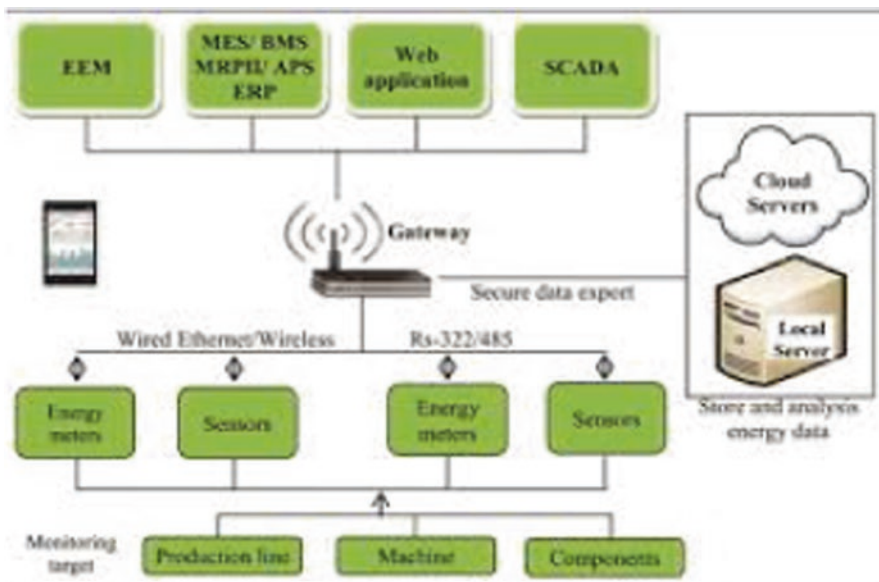 EEM
MES/ BMS
MRPII/ APS
ERP
Web
application
SCADA
Cloud
Servers
Gateway
Secure data export
Local
Server
Wired Ethernet/Wireless
Rs-322/485
Energy
meters
Sensors
Energy
meters
Sensors
Store and analysis
energy data
Monitoring
target
Production line
Machine
Components